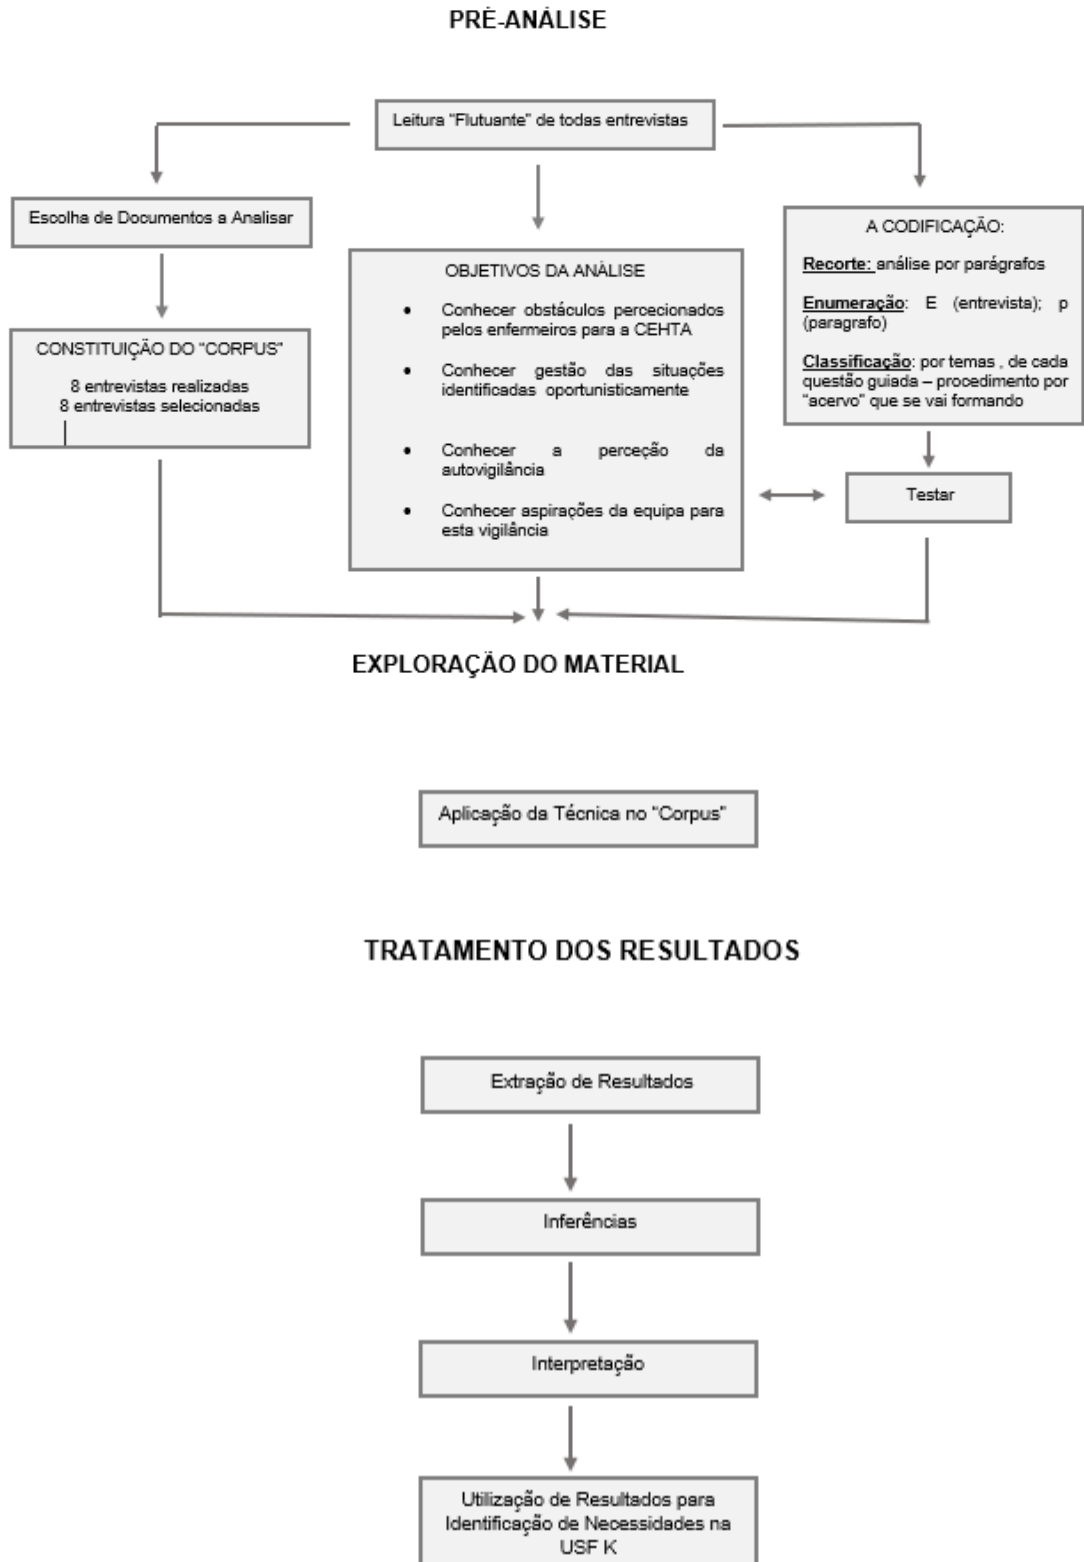 PRÉ-ANÁLISE
Leitura "Flutuante" de todas entrevistas
Escolha de Documentos a Analisar
CONSTITUIÇÃO DO "CORPUS"
8 entrevistas realizadas
8 entrevistas selecionadas
OBJETIVOS DA ANÁLISE
• Conhecer obstáculos percecionados
pelos enfermeiros para a CEHTA
• Conhecer gestão das situações
identificadas oportunisticamente
• Conhecer a perceção da
autovigilância
• Conhecer aspirações da equipa para
esta vigilância
A CODIFICAÇÃO:
Recorte: análise por parágrafos
Enumeração: E (entrevista); p
(paragrafo)
Classificação: por temas , de cada
questão guiada – procedimento por
"acervo" que se vai formando
Testar
EXPLORAÇÃO DO MATERIAL
Aplicação da Técnica no "Corpus"
TRATAMENTO DOS RESULTADOS
Extração de Resultados
Inferências
Interpretação
Utilização de Resultados para
Identificação de Necessidades na
USF K